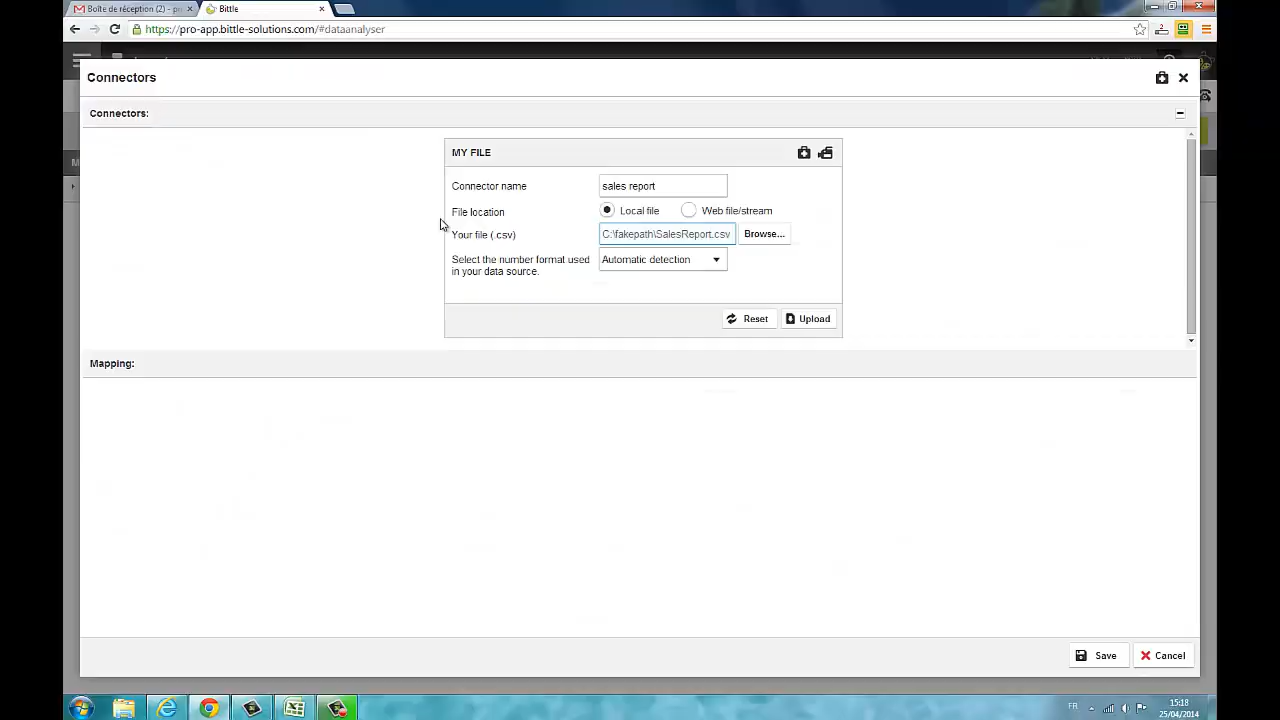 Boîte de réception (2) - pr
Bittle
https://pro-app.bittle-solutions.com/#dataanalyser
Connectors
Connectors:
MY FILE
Connector name
sales report
File location
Local file
Web file/stream
Your file (.csv)
C:\fakepath\SalesReport.csv
Browse...
Select the number format used
in your data source.
Automatic detection
Reset
Upload
Mapping:
Save
Cancel
FR
15:18
25/04/2014